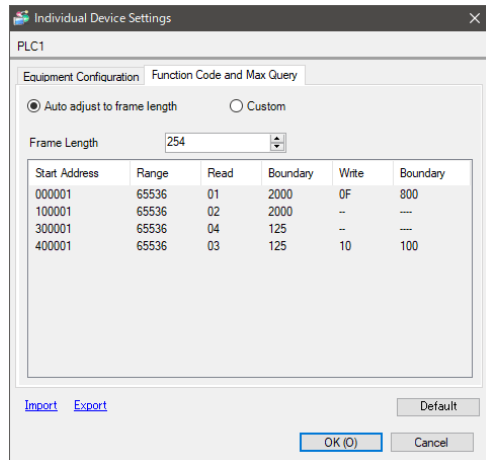 Individual Device Settings
PLC1
Equipment Configuration Function Code and Max Query
Auto adjust to frame length Custom
Frame Length 254
Start Address Range Read Boundary Write Boundary
000001 65536 01 2000 0F 800
100001 65536 02 2000 -- ----
300001 65536 04 125 -- ----
400001 65536 03 125 10 100
Import Export Default
OK (O) Cancel